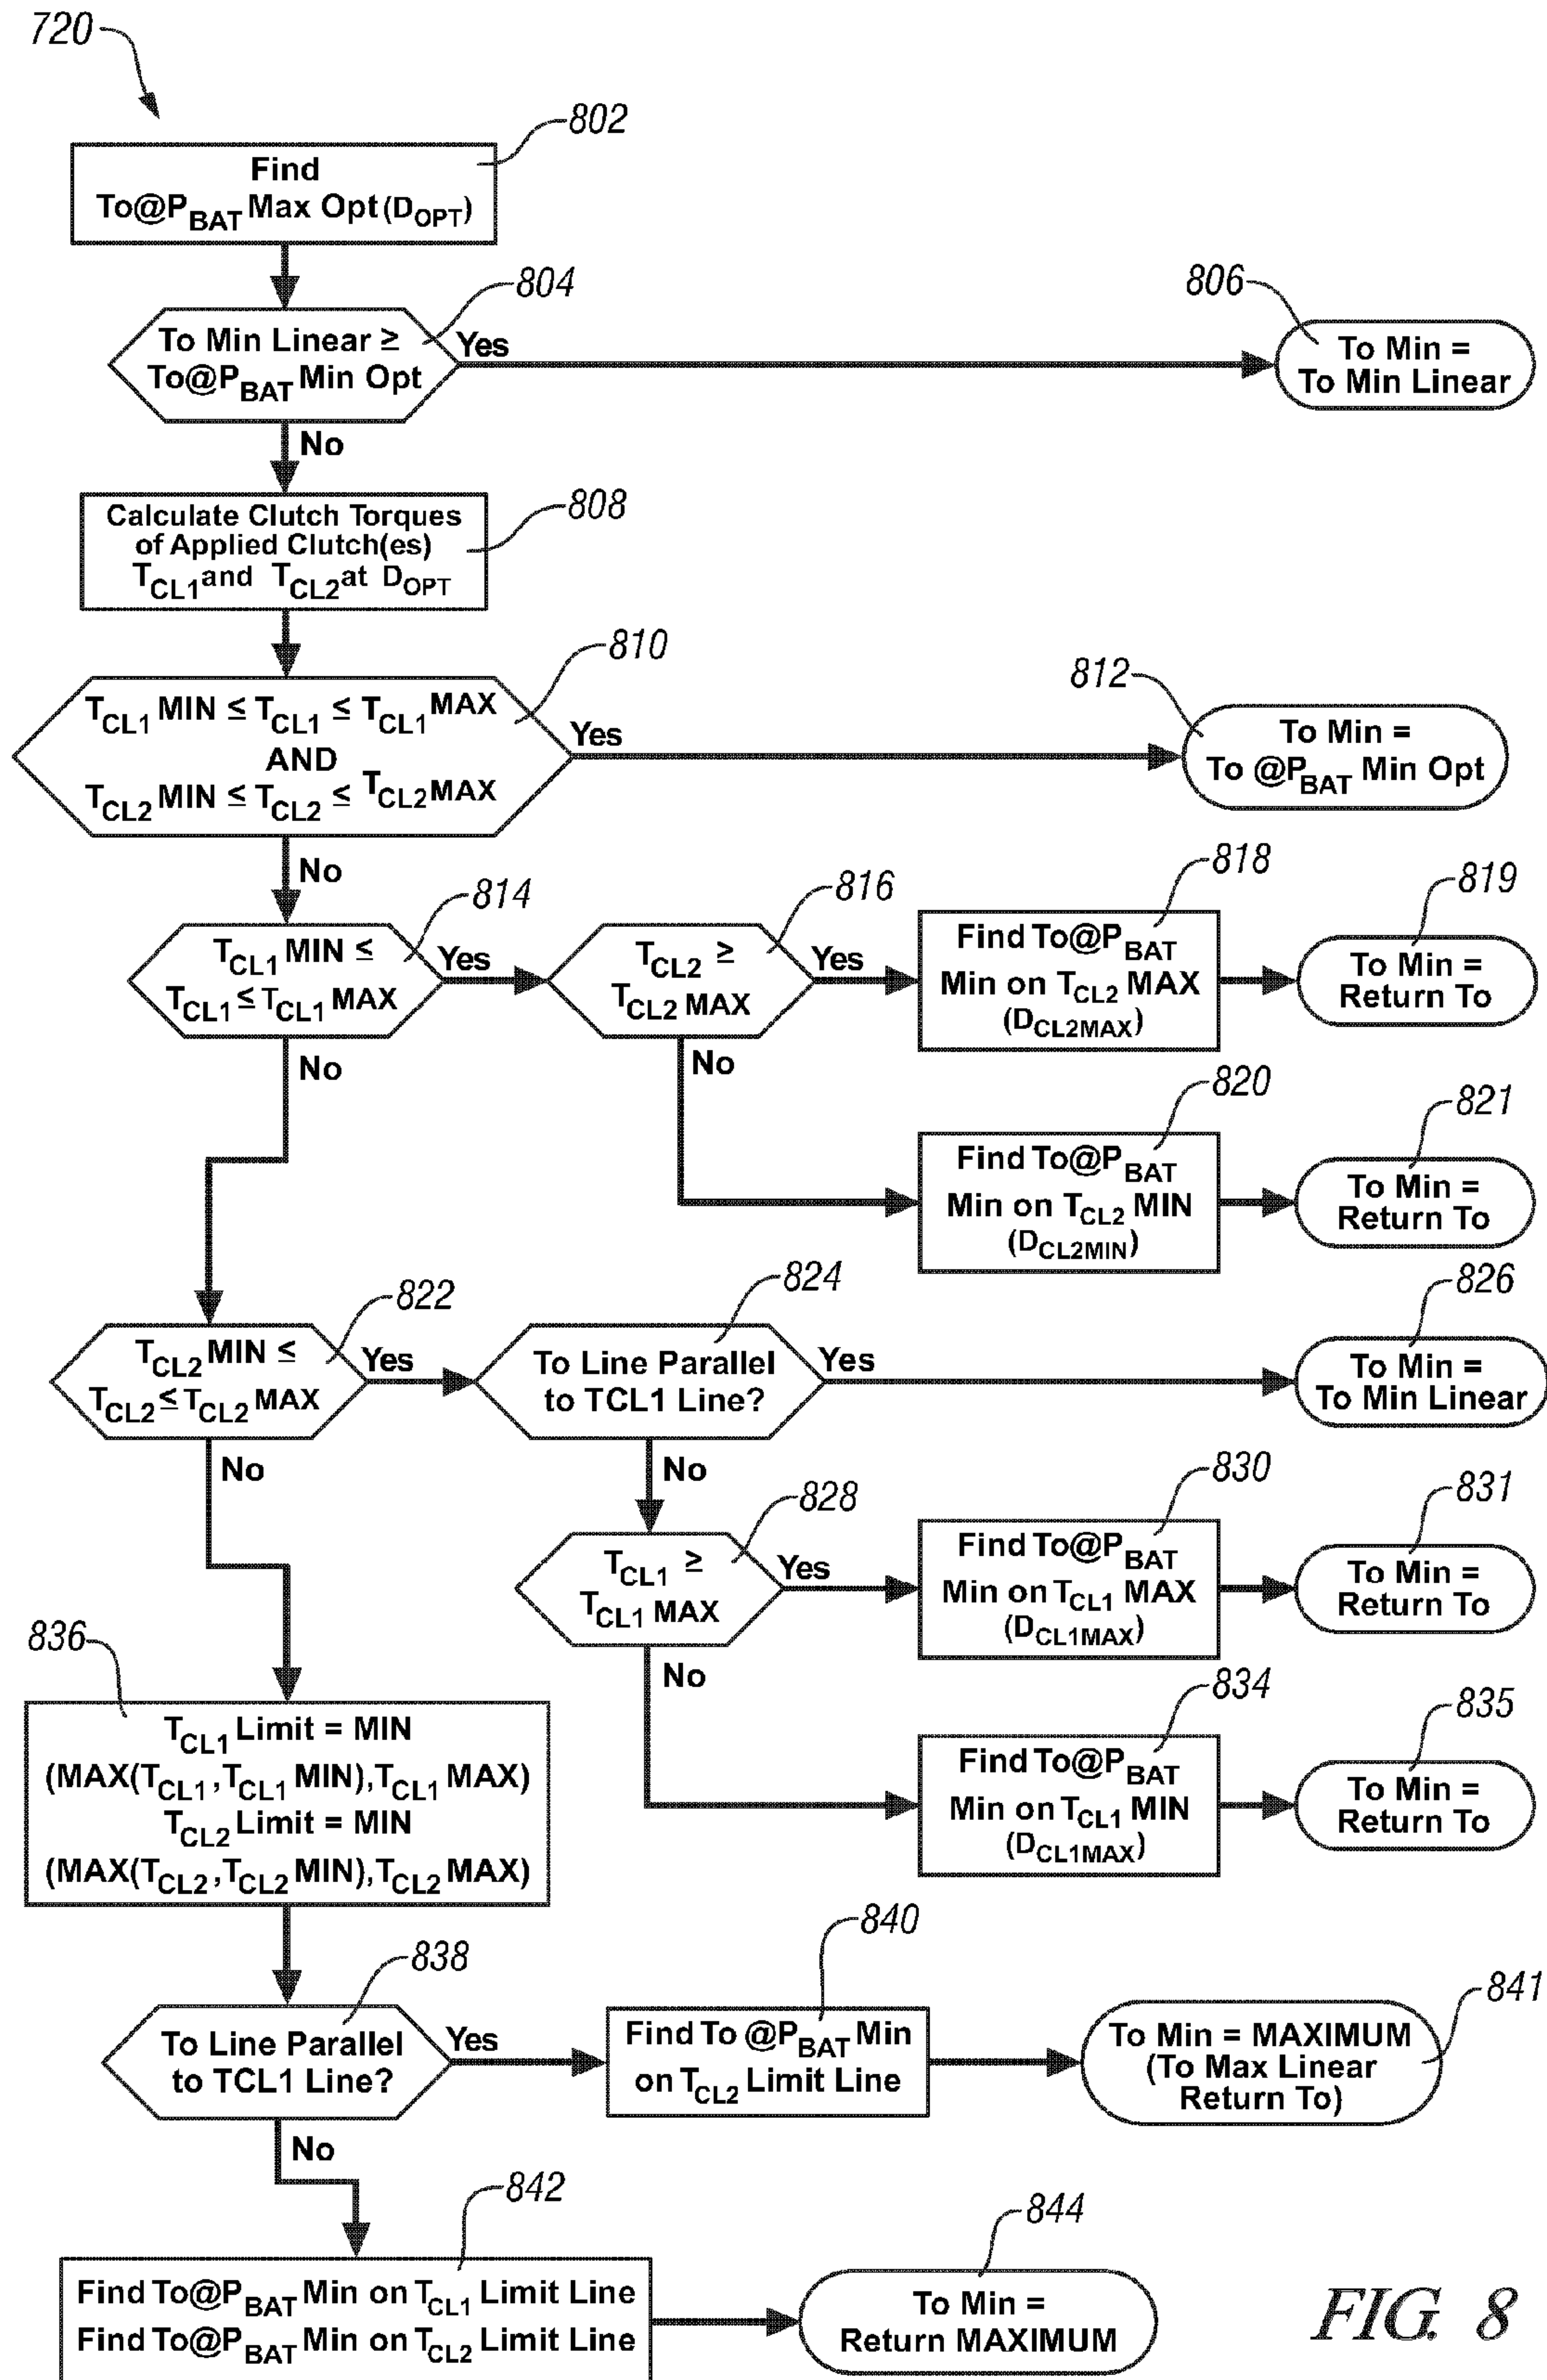 720
802
Find
To@PBAT Max Opt (DOPT)
804
To Min Linear ≥
To@PBAT Min Opt
Yes
806
To Min =
To Min Linear
No
808
Calculate Clutch Torques
of Applied Clutch(es)
TCL1 and TCL2 at DOPT
810
TCL1 MIN ≤ TCL1 ≤ TCL1 MAX
AND
TCL2 MIN ≤ TCL2 ≤ TCL2 MAX
Yes
812
To Min =
To @PBAT Min Opt
No
814
TCL1 MIN ≤
TCL1 ≤ TCL1 MAX
Yes
816
TCL2 ≥
TCL2 MAX
Yes
818
Find To@PBAT
Min on TCL2 MAX
(DCL2MAX)
819
To Min =
Return To
No
No
820
Find To@PBAT
Min on TCL2 MIN
(DCL2MIN)
821
To Min =
Return To
822
TCL2 MIN ≤
TCL2 ≤ TCL2 MAX
Yes
824
To Line Parallel
to TCL1 Line?
Yes
826
To Min =
To Min Linear
No
No
828
TCL1 ≥
TCL1 MAX
Yes
830
Find To@PBAT
Min on TCL1 MAX
(DCL1MAX)
831
To Min =
Return To
No
834
Find To@PBAT
Min on TCL1 MIN
(DCL1MAX)
835
To Min =
Return To
836
TCL1 Limit = MIN
(MAX(TCL1,TCL1 MIN),TCL1 MAX)
TCL2 Limit = MIN
(MAX(TCL2,TCL2 MIN),TCL2 MAX)
838
To Line Parallel
to TCL1 Line?
Yes
840
Find To @PBAT Min
on TCL2 Limit Line
841
To Min = MAXIMUM
(To Max Linear
Return To)
No
842
Find To@PBAT Min on TCL1 Limit Line
Find To@PBAT Min on TCL2 Limit Line
844
To Min =
Return MAXIMUM
FIG. 8